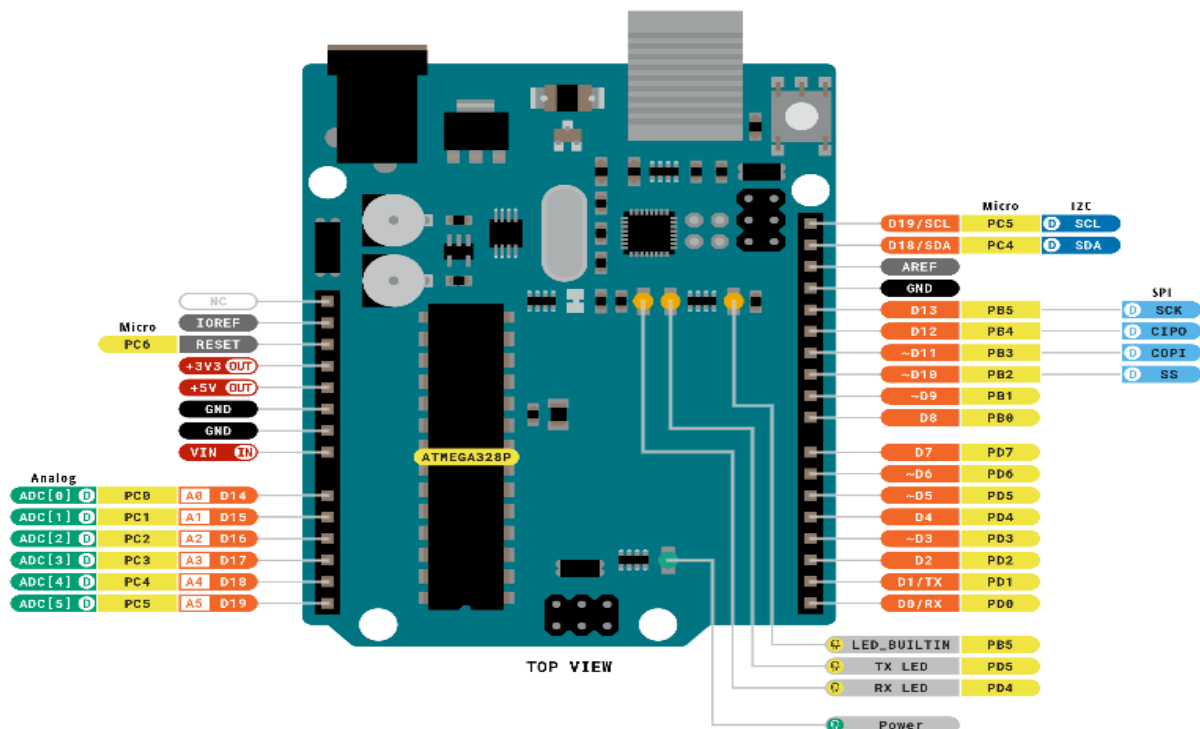 Micro I2C
D19/SCL PC5 D SCL
D18/SDA PC4 D SDA
AREF
GND
SPI
D13 PB5 D SCK
D12 PB4 D CIPO
~D11 PB3 D COPI
~D10 PB2 D SS
~D9 PB1
D8 PB0
D7 PD7
~D6 PD6
~D5 PD5
D4 PD4
~D3 PD3
D2 PD2
D1/TX PD1
D0/RX PD0
NC
IOREF
Micro
PC6 RESET
+3V3 OUT
+5V OUT
GND
GND
VIN IN
Analog
ADC[0] D PC0 A0 D14
ADC[1] D PC1 A1 D15
ADC[2] D PC2 A2 D16
ADC[3] D PC3 A3 D17
ADC[4] D PC4 A4 D18
ADC[5] D PC5 A5 D19
ATMEGA328P
TOP VIEW
LED_BUILTIN PB5
TX LED PD5
RX LED PD4
Power